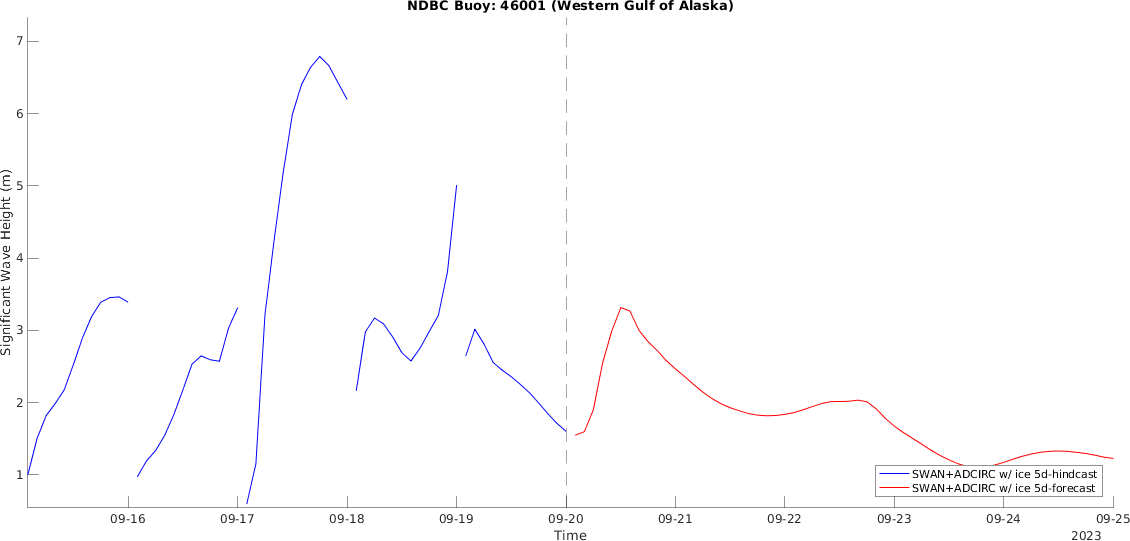 NDBC Buoy: 46001 (Western Gulf of Alaska)
7
6
5
4
3
2
1
Significant Wave Height (m)
SWAN+ADCIRC w/ ice 5d-hindcast
SWAN+ADCIRC w/ ice 5d-forecast
09-16 09-17 09-18 09-19 09-20 09-21 09-22 09-23 09-24 09-25
Time
2023